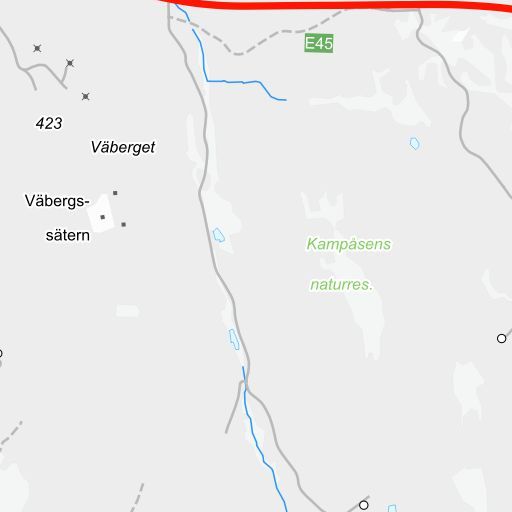 E45
423
Väberget
Väbergs-
sätern
Kampåsens
naturres.